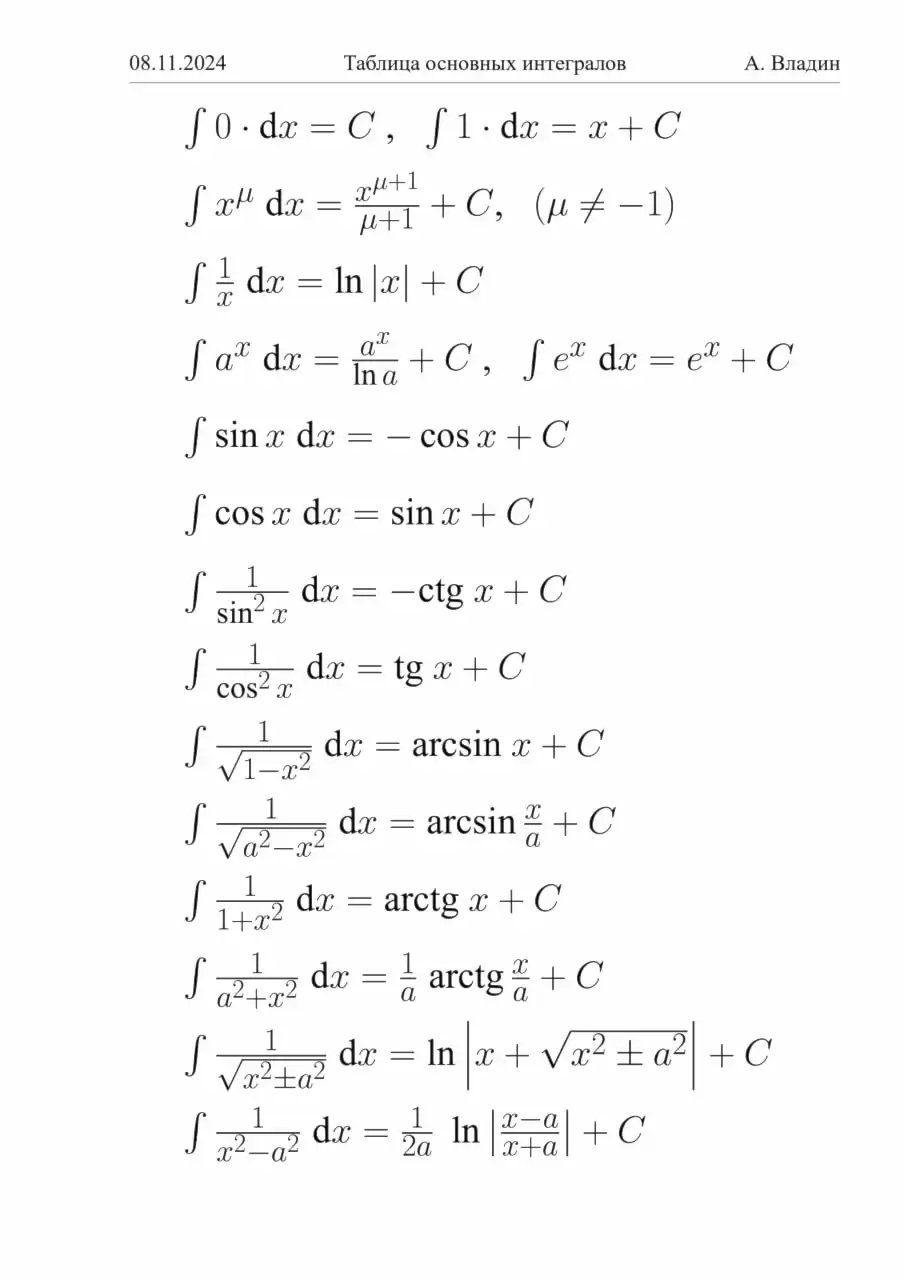 08.11.2024 Таблица основных интегралов А. Владин
∫ 0 · dx = C , ∫ 1 · dx = x + C
∫ x^μ dx = x^(μ+1)/(μ+1) + C, (μ ≠ −1)
∫ 1/x dx = ln |x| + C
∫ a^x dx = a^x/ln a + C , ∫ e^x dx = e^x + C
∫ sin x dx = − cos x + C
∫ cos x dx = sin x + C
∫ 1/sin² x dx = −ctg x + C
∫ 1/cos² x dx = tg x + C
∫ 1/√(1−x²) dx = arcsin x + C
∫ 1/√(a²−x²) dx = arcsin x/a + C
∫ 1/(1+x²) dx = arctg x + C
∫ 1/(a²+x²) dx = 1/a arctg x/a + C
∫ 1/√(x²±a²) dx = ln |x + √(x² ± a²)| + C
∫ 1/(x²−a²) dx = 1/2a ln |(x−a)/(x+a)| + C